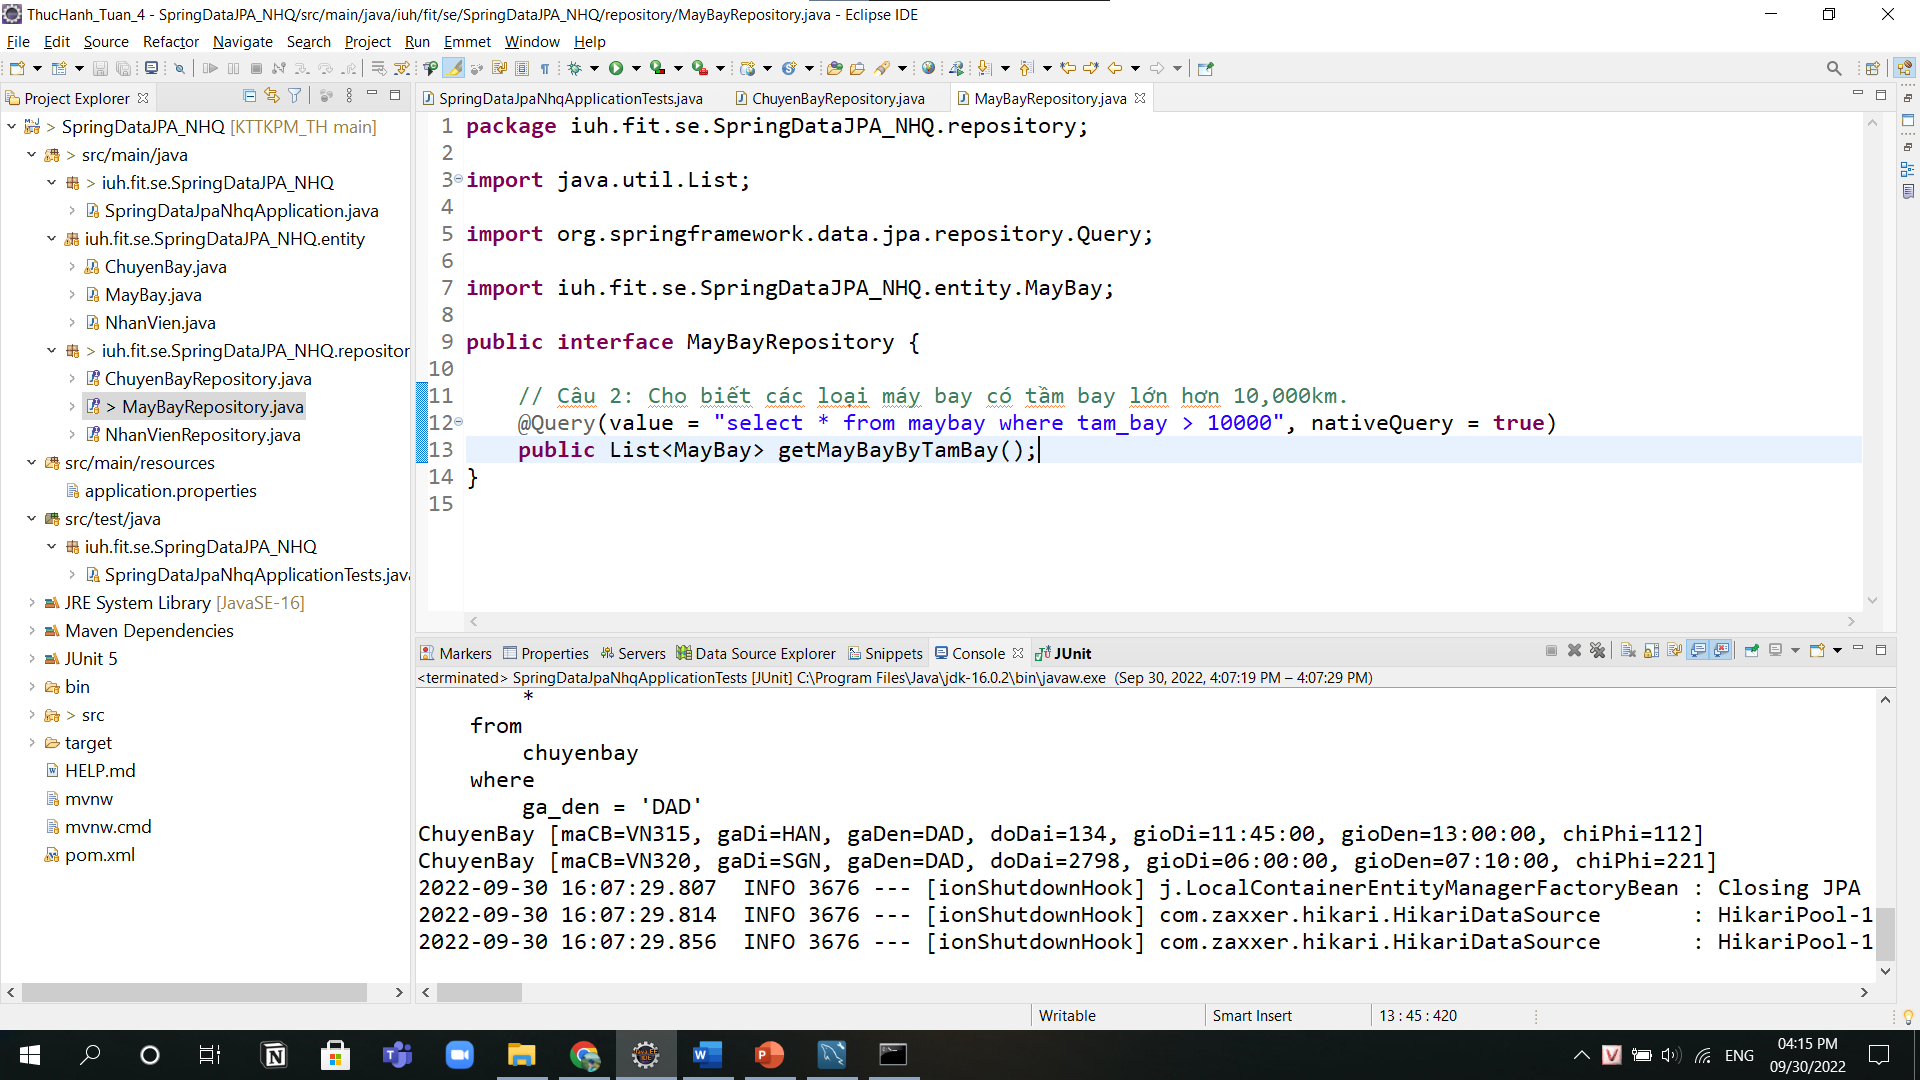 ThucHanh_Tuan_4 - SpringDataJPA_NHQ/src/main/java/iuh/fit/se/SpringDataJPA_NHQ/repository/MayBayRepository.java - Eclipse IDE
File Edit Source Refactor Navigate Search Project Run Emmet Window Help
Project Explorer
SpringDataJpaNhqApplicationTests.java ChuyenBayRepository.java MayBayRepository.java
> SpringDataJPA_NHQ [KTTKPM_TH main]
> src/main/java
> iuh.fit.se.SpringDataJPA_NHQ
SpringDataJpaNhqApplication.java
iuh.fit.se.SpringDataJPA_NHQ.entity
ChuyenBay.java
MayBay.java
NhanVien.java
> iuh.fit.se.SpringDataJPA_NHQ.repositor
ChuyenBayRepository.java
> MayBayRepository.java
NhanVienRepository.java
src/main/resources
application.properties
src/test/java
iuh.fit.se.SpringDataJPA_NHQ
SpringDataJpaNhqApplicationTests.java
JRE System Library [JavaSE-16]
Maven Dependencies
JUnit 5
bin
> src
target
HELP.md
mvnw
mvnw.cmd
pom.xml
1 package iuh.fit.se.SpringDataJPA_NHQ.repository;
2
3 import java.util.List;
4
5 import org.springframework.data.jpa.repository.Query;
6
7 import iuh.fit.se.SpringDataJPA_NHQ.entity.MayBay;
8
9 public interface MayBayRepository {
10
11 // Câu 2: Cho biết các loại máy bay có tầm bay lớn hơn 10,000km.
12 @Query(value = "select * from maybay where tam_bay > 10000", nativeQuery = true)
13 public List<MayBay> getMayBayByTamBay();
14 }
15
Markers Properties Servers Data Source Explorer Snippets Console JUnit
<terminated> SpringDataJpaNhqApplicationTests [JUnit] C:\Program Files\Java\jdk-16.0.2\bin\javaw.exe (Sep 30, 2022, 4:07:19 PM – 4:07:29 PM)
*
from
chuyenbay
where
ga_den = 'DAD'
ChuyenBay [maCB=VN315, gaDi=HAN, gaDen=DAD, doDai=134, gioDi=11:45:00, gioDen=13:00:00, chiPhi=112]
ChuyenBay [maCB=VN320, gaDi=SGN, gaDen=DAD, doDai=2798, gioDi=06:00:00, gioDen=07:10:00, chiPhi=221]
2022-09-30 16:07:29.807 INFO 3676 --- [ionShutdownHook] j.LocalContainerEntityManagerFactoryBean : Closing JPA
2022-09-30 16:07:29.814 INFO 3676 --- [ionShutdownHook] com.zaxxer.hikari.HikariDataSource : HikariPool-1
2022-09-30 16:07:29.856 INFO 3676 --- [ionShutdownHook] com.zaxxer.hikari.HikariDataSource : HikariPool-1
Writable Smart Insert 13 : 45 : 420
ENG
04:15 PM
09/30/2022